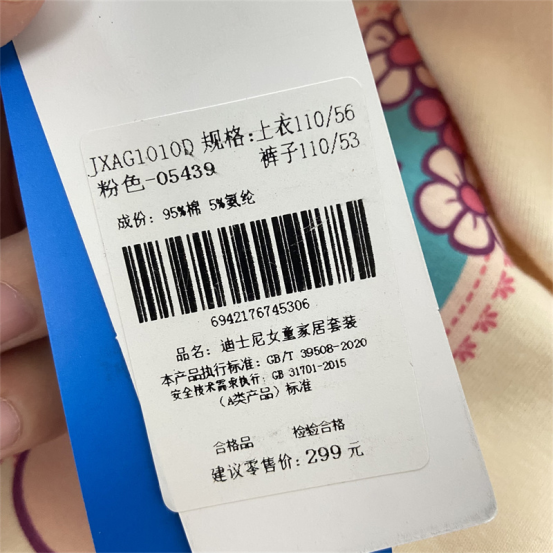 JXAG1010D 规格:上衣110/56
粉色-05439 裤子110/53
成份: 95%棉 5%氨纶
6942176745306
品名: 迪士尼女童家居套装
本产品执行标准: GB/T 39508-2020
安全技术需求执行: GB 31701-2015
(A类产品) 标准
合格品 检验合格
建议零售价: 299 元